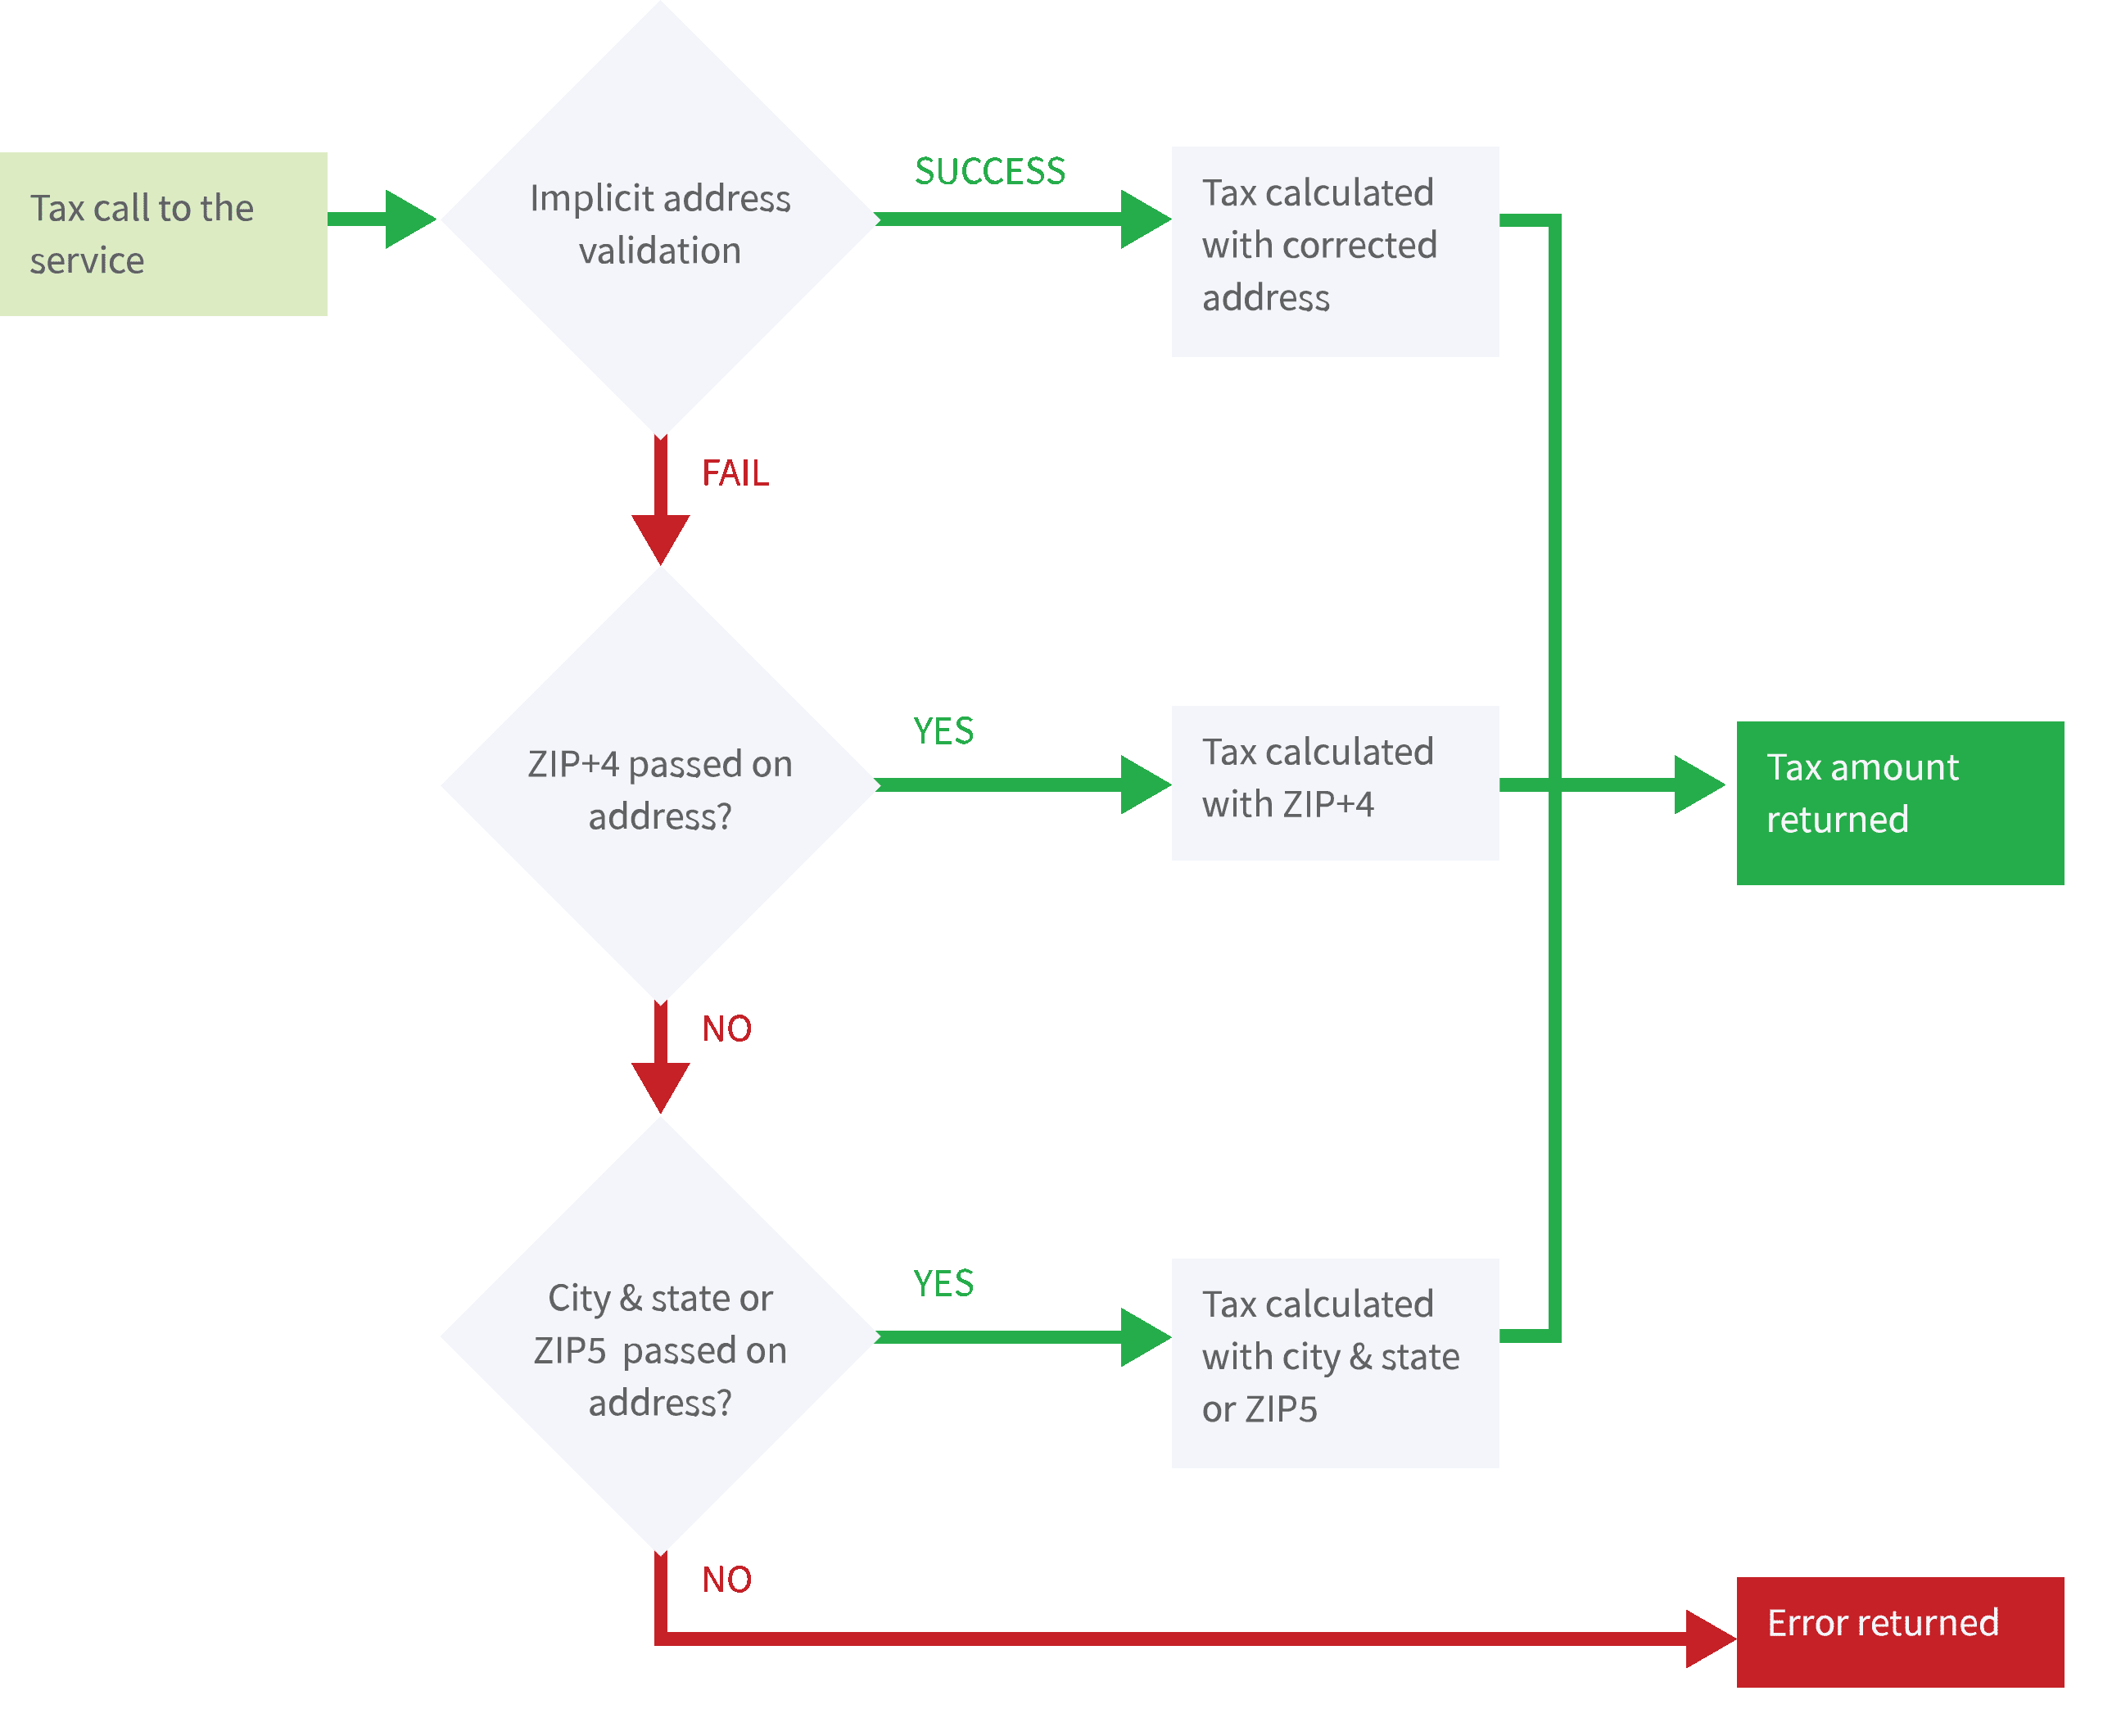 Tax call to the
service
Implicit address
validation
SUCCESS
Tax calculated
with corrected
address
FAIL
ZIP+4 passed on
address?
YES
Tax calculated
with ZIP+4
Tax amount
returned
NO
City & state or
ZIP5 passed on
address?
YES
Tax calculated
with city & state
or ZIP5
NO
Error returned